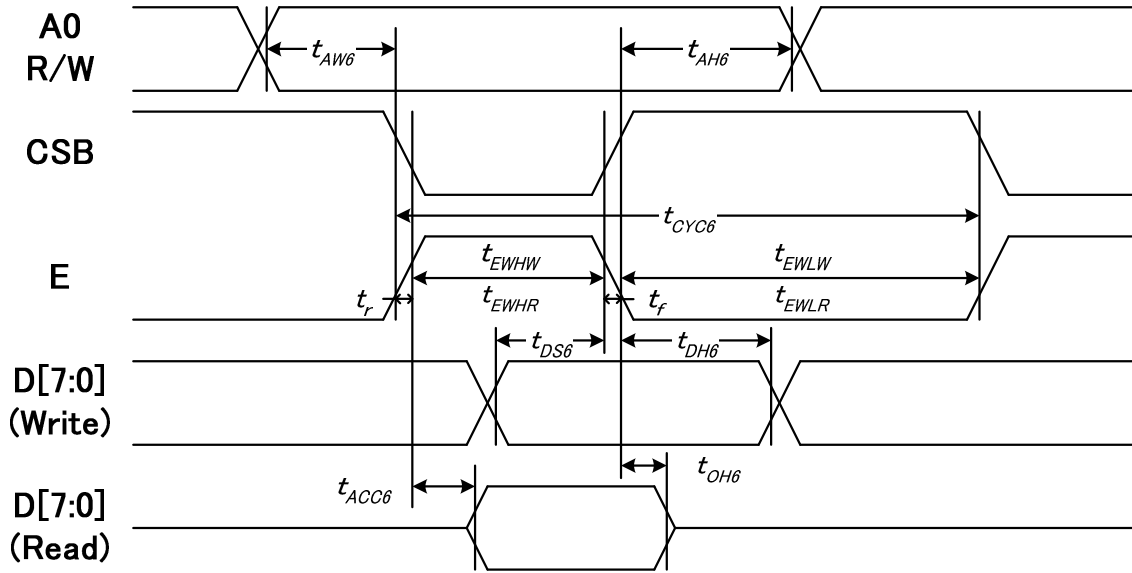 A0
R/W
tAW6
tAH6
CSB
tCYC6
E
tEWHW
tEWLW
tr
tEWHR
tf
tEWLR
tDS6
tDH6
D[7:0]
(Write)
tACC6
tOH6
D[7:0]
(Read)